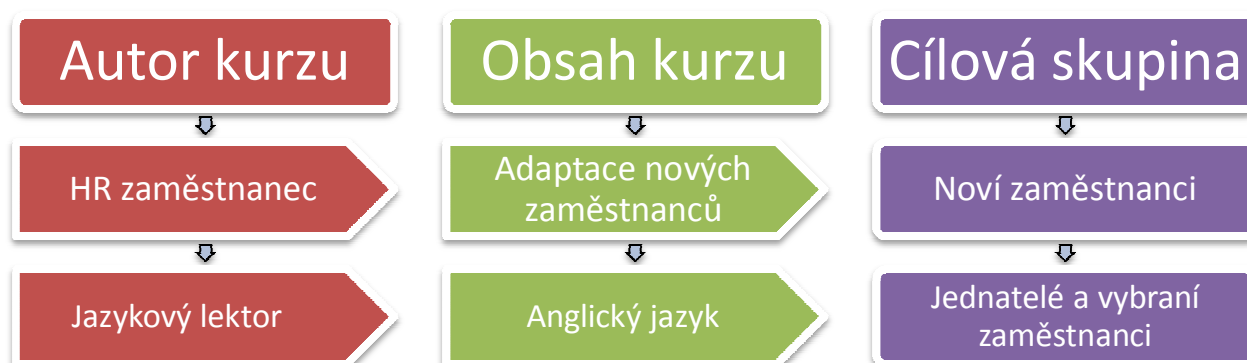 Autor kurzu
Obsah kurzu
Cílová skupina
HR zaměstnanec
Adaptace nových
zaměstnanců
Noví zaměstnanci
Jazykový lektor
Anglický jazyk
Jednatelé a vybraní
zaměstnanci